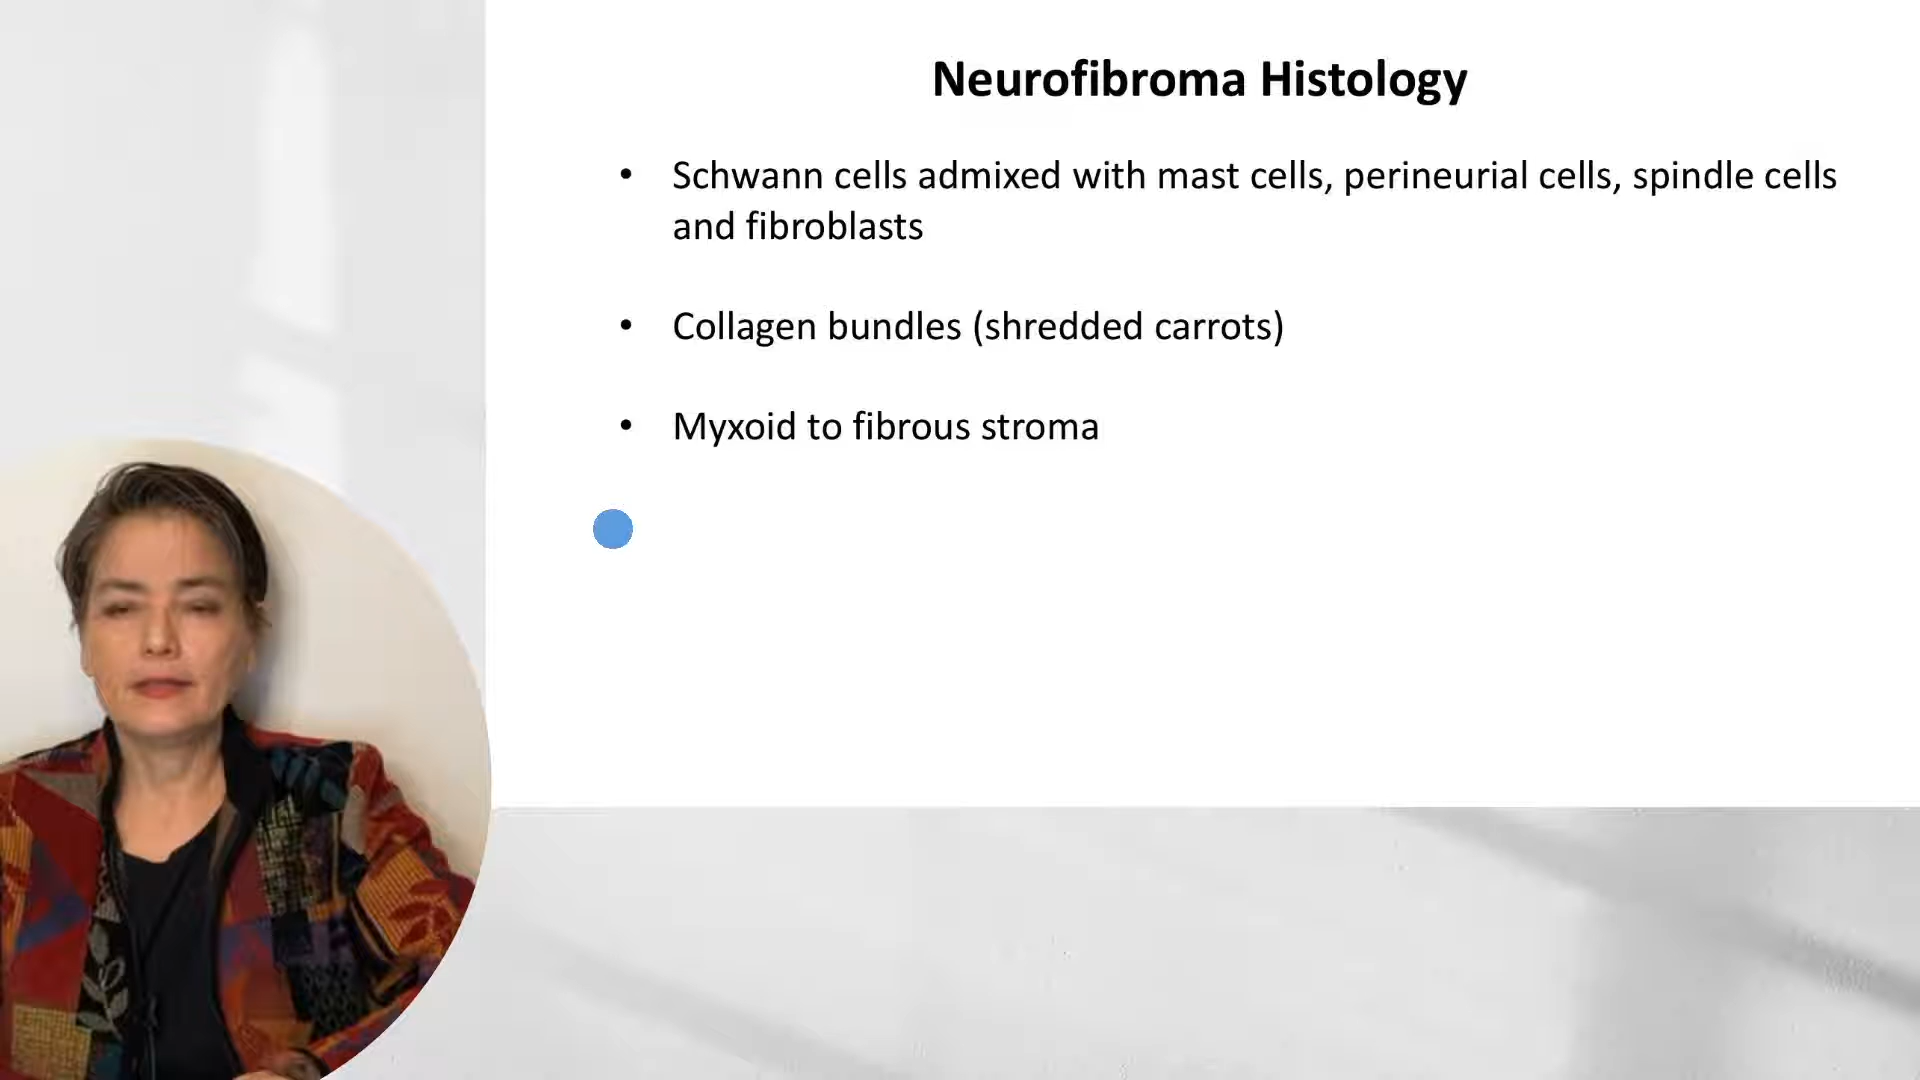 Neurofibroma Histology
• Schwann cells admixed with mast cells, perineurial cells, spindle cells
and fibroblasts
• Collagen bundles (shredded carrots)
• Myxoid to fibrous stroma